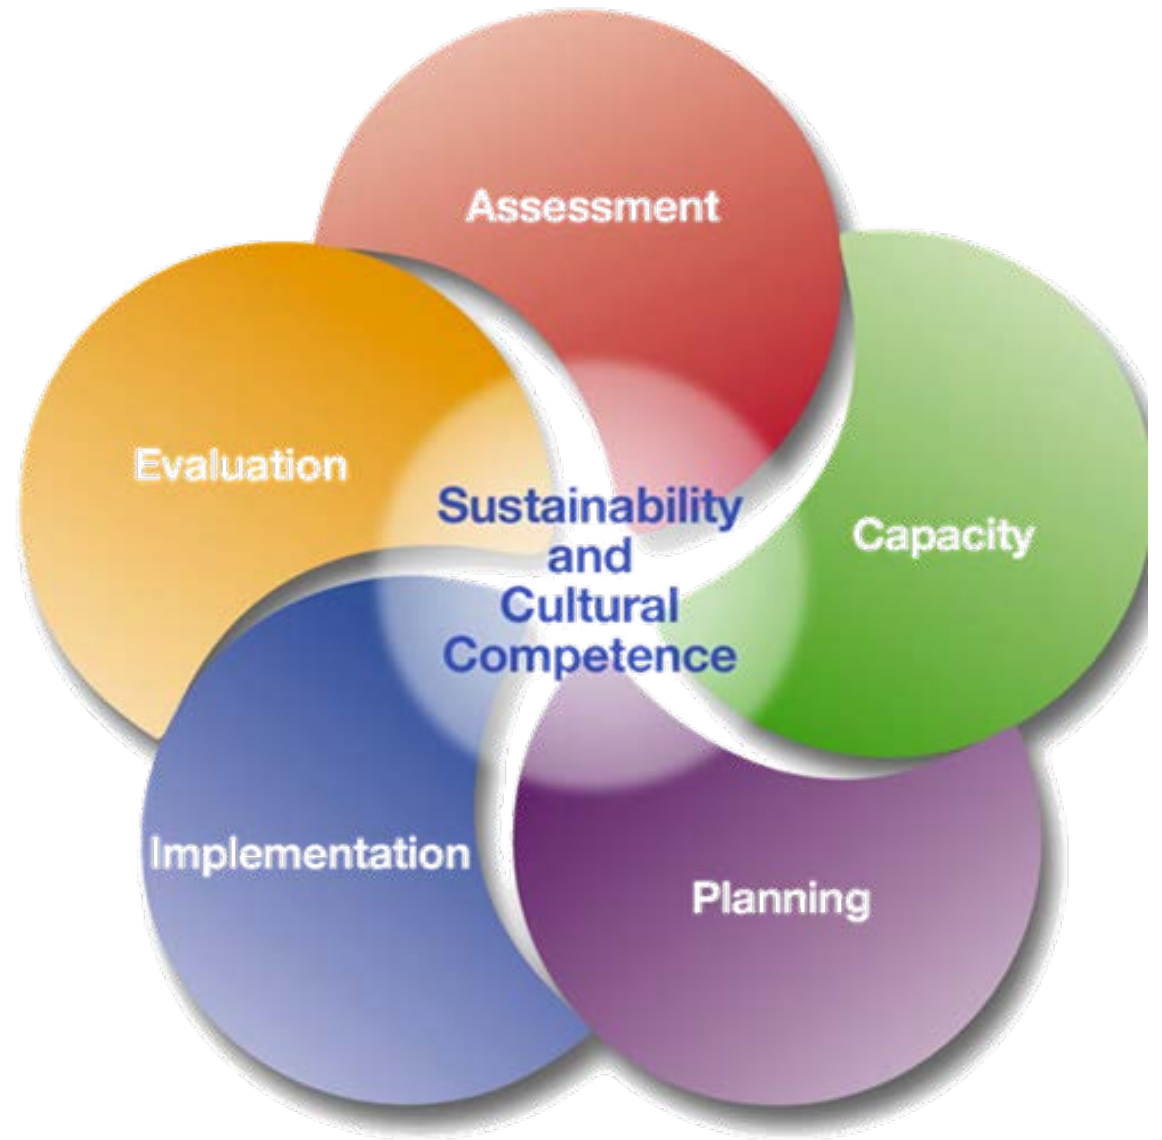 Assessment
Evaluation
Sustainability
and
Cultural
Competence
Capacity
Implementation
Planning